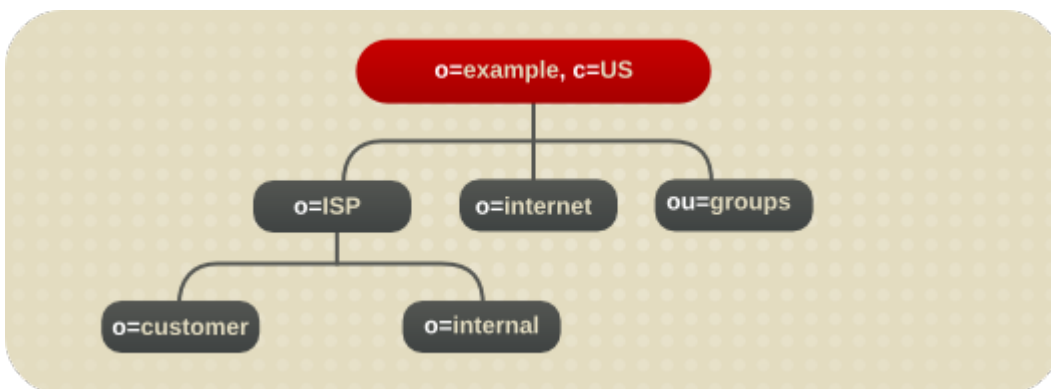 o=example, c=US
o=ISP
o=internet
ou=groups
o=customer
o=internal